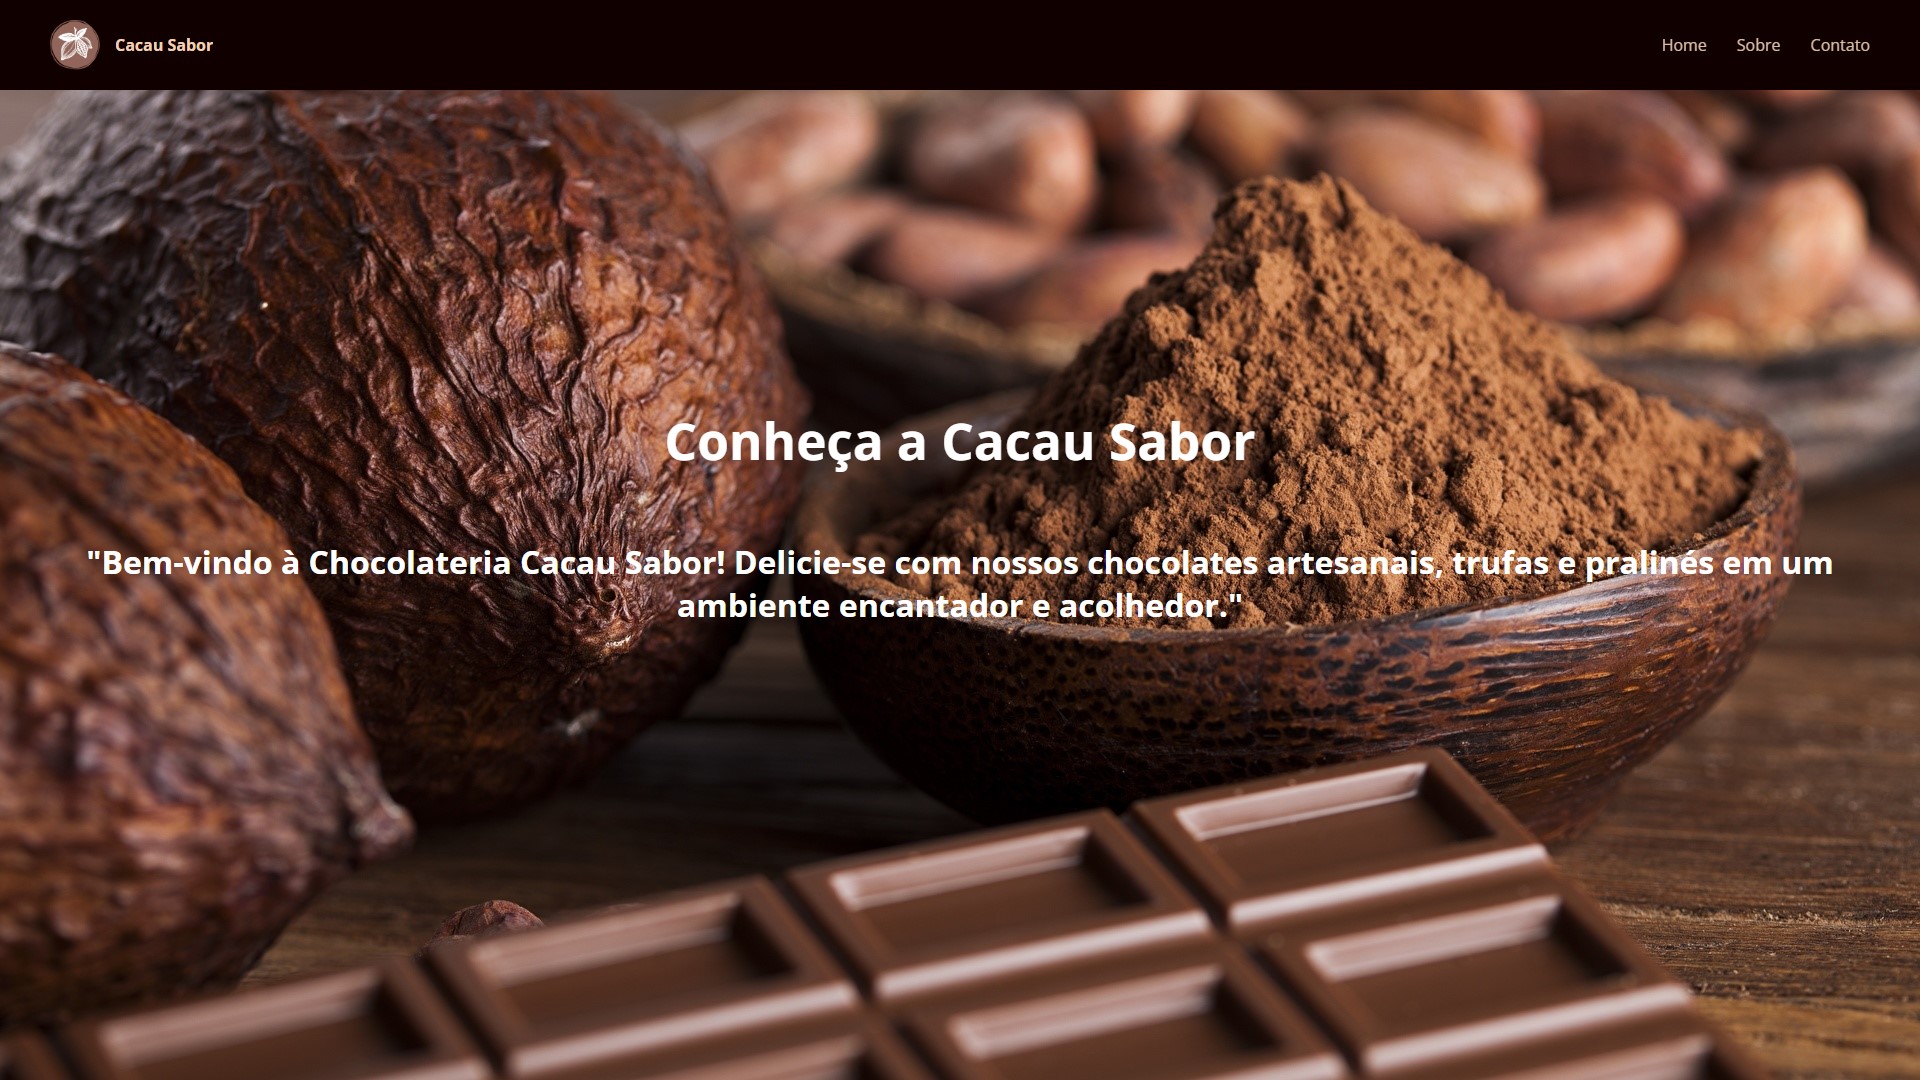 Cacau Sabor
Home Sobre Contato
Conheça a Cacau Sabor
"Bem-vindo à Chocolateria Cacau Sabor! Delicie-se com nossos chocolates artesanais, trufas e pralinés em um
ambiente encantador e acolhedor."